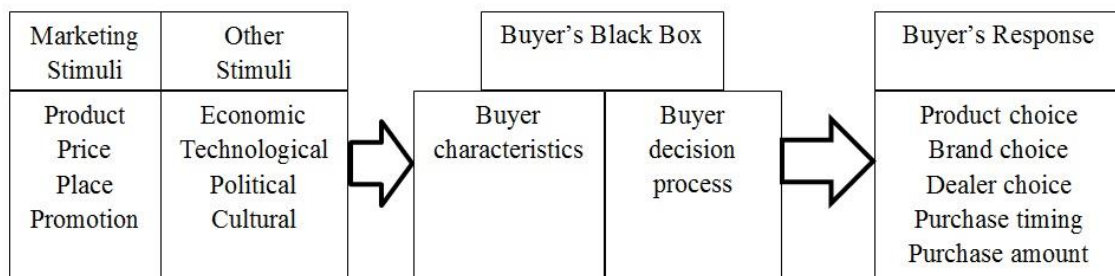 Marketing
Stimuli
Other
Stimuli
Buyer’s Black Box
Buyer’s Response
Product
Price
Place
Promotion
Economic
Technological
Political
Cultural
Buyer
characteristics
Buyer
decision
process
Product choice
Brand choice
Dealer choice
Purchase timing
Purchase amount